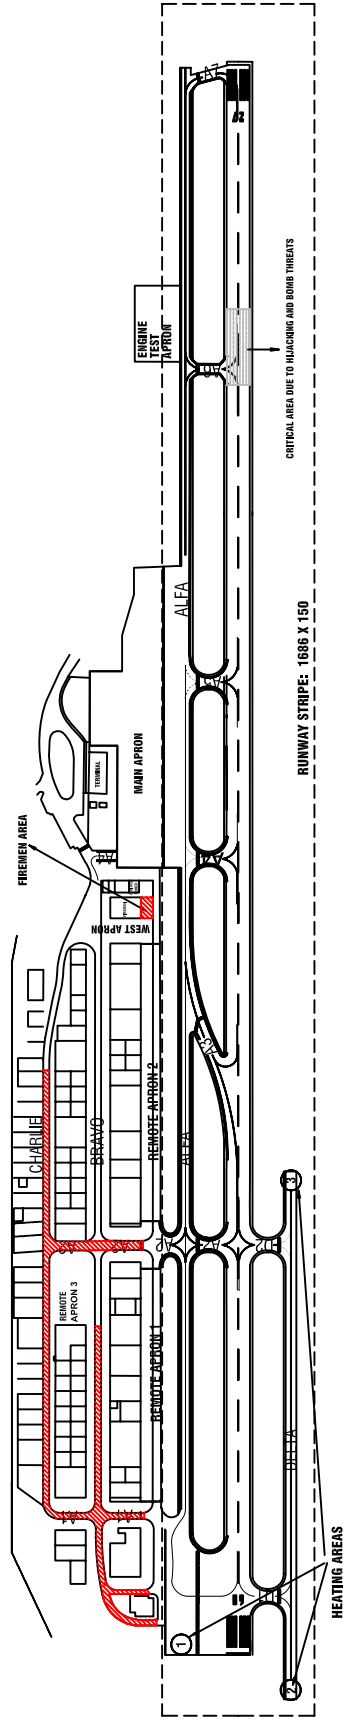 A7
ENGINE
TEST
APRON
CRITICAL AREA DUE TO HIJACKING AND BOMB THREATS
ALFA
RUNWAY STRIPE: 1686 X 150
MAIN APRON
TERMINAL
FIREMEN AREA
WEST APRON
CHARLIE
BRAVO
REMOTE APRON 2
ALFA
3
REMOTE
APRON 3
REMOTE APRON 1
DELTA
HEATING AREAS
1
2